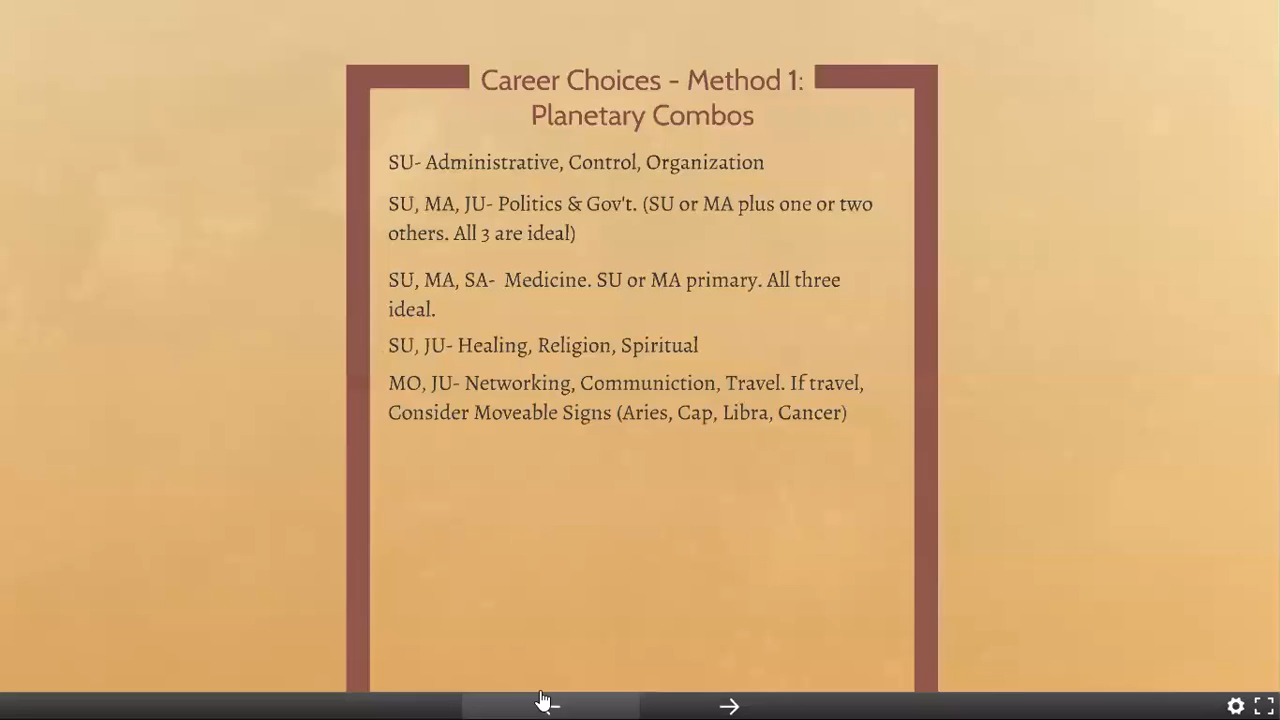 Career Choices - Method 1:
Planetary Combos
SU- Administrative, Control, Organization
SU, MA, JU- Politics & Gov't. (SU or MA plus one or two
others. All 3 are ideal)
SU, MA, SA-  Medicine. SU or MA primary. All three
ideal.
SU, JU- Healing, Religion, Spiritual
MO, JU- Networking, Communiction, Travel. If travel,
Consider Moveable Signs (Aries, Cap, Libra, Cancer)